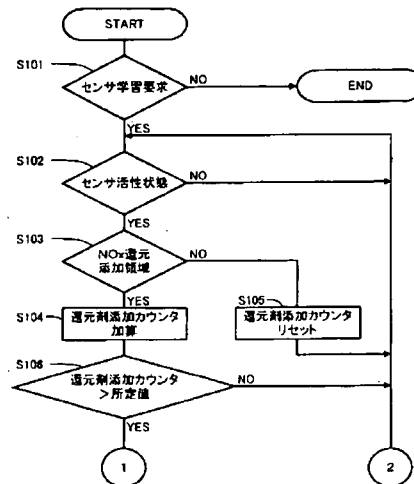 START
S101
センサ学習要求
NO
END
YES
S102
センサ活性状態
NO
YES
S103
NOx還元
添加領域
NO
YES
S104
還元剤添加カウンタ
加算
S105
還元剤添加カウンタ
リセット
S106
還元剤添加カウンタ
>所定値
NO
YES
1
2